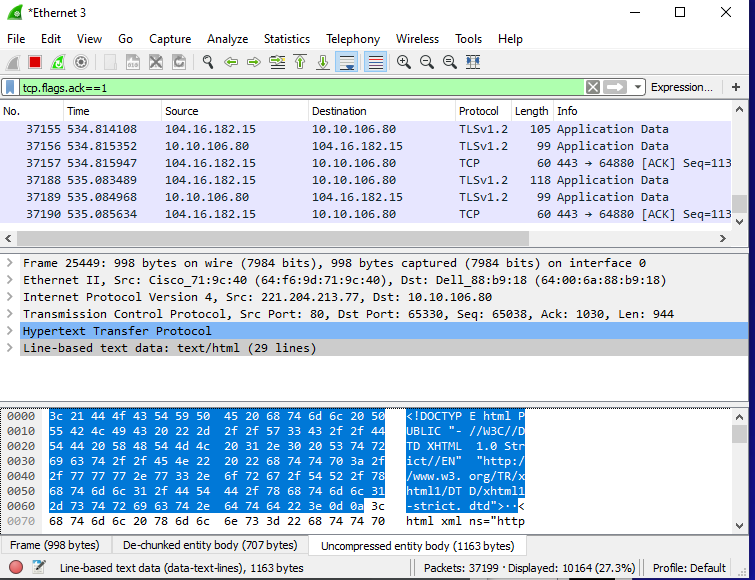 *Ethernet 3
File Edit View Go Capture Analyze Statistics Telephony Wireless Tools Help
tcp.flags.ack==1 Expression… +
No. Time Source Destination Protocol Length Info
37155 534.814108 104.16.182.15 10.10.106.80 TLSv1.2 105 Application Data
37156 534.815352 10.10.106.80 104.16.182.15 TLSv1.2 99 Application Data
37157 534.815947 104.16.182.15 10.10.106.80 TCP 60 443 → 64880 [ACK] Seq=113
37188 535.083489 104.16.182.15 10.10.106.80 TLSv1.2 118 Application Data
37189 535.084968 10.10.106.80 104.16.182.15 TLSv1.2 99 Application Data
37190 535.085634 104.16.182.15 10.10.106.80 TCP 60 443 → 64880 [ACK] Seq=113
Frame 25449: 998 bytes on wire (7984 bits), 998 bytes captured (7984 bits) on interface 0
Ethernet II, Src: Cisco_71:9c:40 (64:f6:9d:71:9c:40), Dst: Dell_88:b9:18 (64:00:6a:88:b9:18)
Internet Protocol Version 4, Src: 221.204.213.77, Dst: 10.10.106.80
Transmission Control Protocol, Src Port: 80, Dst Port: 65330, Seq: 65038, Ack: 1030, Len: 944
Hypertext Transfer Protocol
Line-based text data: text/html (29 lines)
0000 3c 21 44 4f 43 54 59 50 45 20 68 74 6d 6c 20 50 <!DOCTYP E html P
0010 55 42 4c 49 43 20 22 2d 2f 2f 57 33 43 2f 2f 44 UBLIC "- //W3C//D
0020 54 44 20 58 48 54 4d 4c 20 31 2e 30 20 53 74 72 TD XHTML 1.0 Str
0030 69 63 74 2f 2f 45 4e 22 20 22 68 74 74 70 3a 2f ict//EN" "http:/
0040 2f 77 77 77 2e 77 33 2e 6f 72 67 2f 54 52 2f 78 /www.w3. org/TR/x
0050 68 74 6d 6c 31 2f 44 54 44 2f 78 68 74 6d 6c 31 html1/DT D/xhtml1
0060 2d 73 74 72 69 63 74 2e 64 74 64 22 3e 0d 0a 3c -strict. dtd">··<
0070 68 74 6d 6c 20 78 6d 6c 6e 73 3d 22 68 74 74 70 html xml ns="http
Frame (998 bytes) De-chunked entity body (707 bytes) Uncompressed entity body (1163 bytes)
Line-based text data (data-text-lines), 1163 bytes Packets: 37199 · Displayed: 10164 (27.3%) Profile: Default